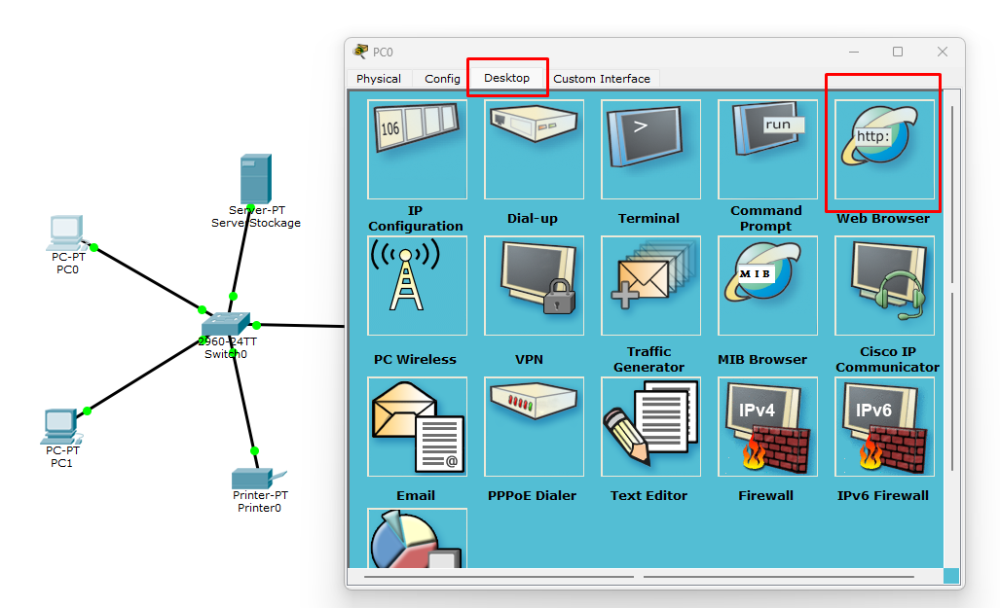 PC0
Physical Config Desktop Custom Interface
106
>
run
http:
IP
Configuration
Dial-up
Terminal
Command
Prompt
Web Browser
MIB
PC Wireless
VPN
Traffic
Generator
MIB Browser
Cisco IP
Communicator
@
IPv4
IPv6
Email
PPPoE Dialer
Text Editor
Firewall
IPv6 Firewall
Server-PT
ServerStockage
PC-PT
PC0
2960-24TT
Switch0
PC-PT
PC1
Printer-PT
Printer0